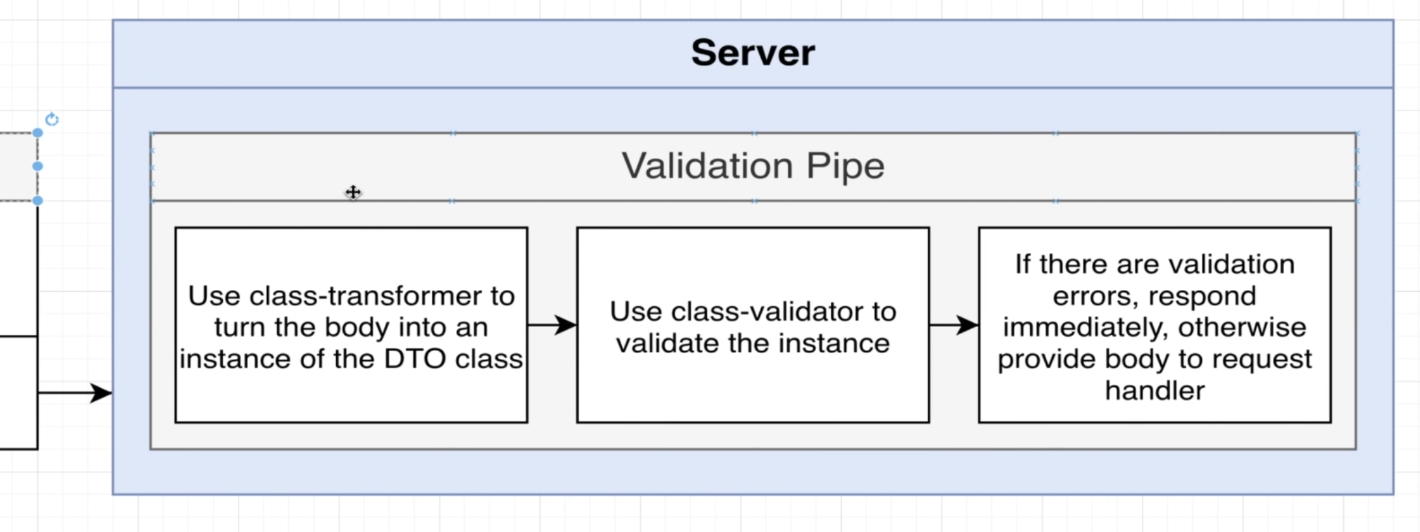 Server
Validation Pipe
Use class-transformer to
turn the body into an
instance of the DTO class
Use class-validator to
validate the instance
If there are validation
errors, respond
immediately, otherwise
provide body to request
handler